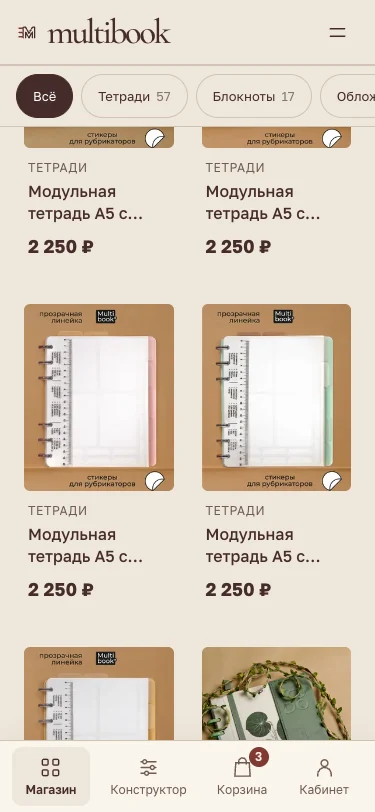 multibook
Всё
Тетради 57
Блокноты 17
Облож
стикеры
для рубрикаторов
стикеры
для рубрикаторов
ТЕТРАДИ
Модульная
тетрадь А5 с...
2 250 ₽
ТЕТРАДИ
Модульная
тетрадь А5 с...
2 250 ₽
прозрачная
линейка
Multi
book
стикеры
для рубрикаторов
прозрачная
линейка
Multi
book
стикеры
для рубрикаторов
ТЕТРАДИ
Модульная
тетрадь А5 с...
2 250 ₽
ТЕТРАДИ
Модульная
тетрадь А5 с...
2 250 ₽
прозрачная
линейка
Multi
book
Магазин
Конструктор
3
Корзина
Кабинет